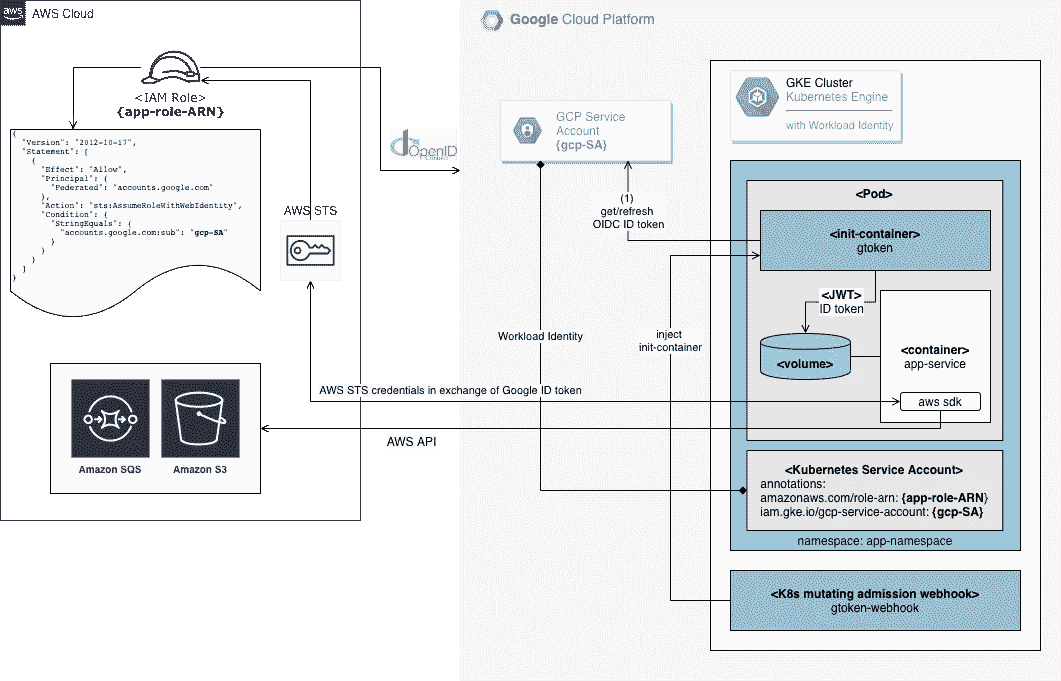 aws
AWS Cloud
<IAM Role>
{app-role-ARN}
{
"Version": "2012-10-17",
"Statement": [
{
"Effect": "Allow",
"Principal": {
"Federated": "accounts.google.com"
},
"Action": "sts:AssumeRoleWithWebIdentity",
"Condition": {
"StringEquals": {
"accounts.google.com:sub": "gcp-SA"
}
}
}
]
}
AWS STS
Amazon SQS
Amazon S3
OpenID
Connect
Google Cloud Platform
GCP Service
Account
{gcp-SA}
(1)
get/refresh
OIDC ID token
Workload Identity
inject
init-container
AWS STS credentials in exchange of Google ID token
AWS API
GKE Cluster
Kubernetes Engine
with Workload Identity
<Pod>
<init-container>
gtoken
<JWT>
ID token
<volume>
<container>
app-service
aws sdk
<Kubernetes Service Account>
annotations:
amazonaws.com/role-arn: {app-role-ARN}
iam.gke.io/gcp-service-account: {gcp-SA}
namespace: app-namespace
<K8s mutating admission webhook>
gtoken-webhook